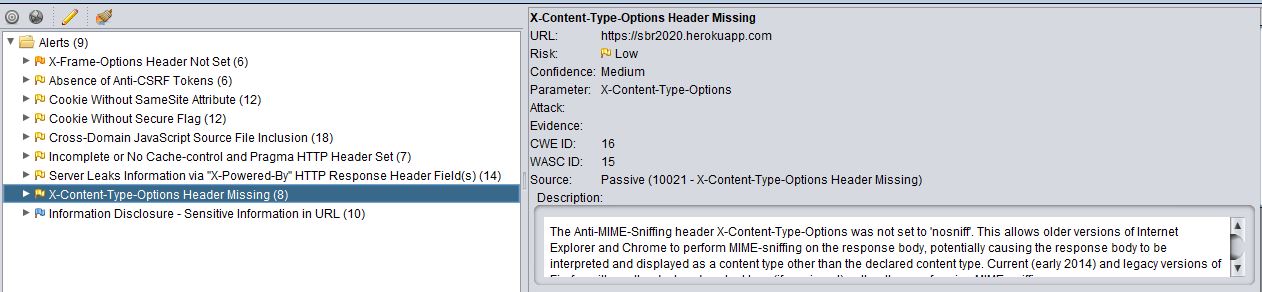 Alerts (9)
X-Frame-Options Header Not Set (6)
Absence of Anti-CSRF Tokens (6)
Cookie Without SameSite Attribute (12)
Cookie Without Secure Flag (12)
Cross-Domain JavaScript Source File Inclusion (18)
Incomplete or No Cache-control and Pragma HTTP Header Set (7)
Server Leaks Information via "X-Powered-By" HTTP Response Header Field(s) (14)
X-Content-Type-Options Header Missing (8)
Information Disclosure - Sensitive Information in URL (10)
X-Content-Type-Options Header Missing
URL: https://sbr2020.herokuapp.com
Risk: Low
Confidence: Medium
Parameter: X-Content-Type-Options
Attack:
Evidence:
CWE ID: 16
WASC ID: 15
Source: Passive (10021 - X-Content-Type-Options Header Missing)
Description:
The Anti-MIME-Sniffing header X-Content-Type-Options was not set to 'nosniff'. This allows older versions of Internet
Explorer and Chrome to perform MIME-sniffing on the response body, potentially causing the response body to be
interpreted and displayed as a content type other than the declared content type. Current (early 2014) and legacy versions of